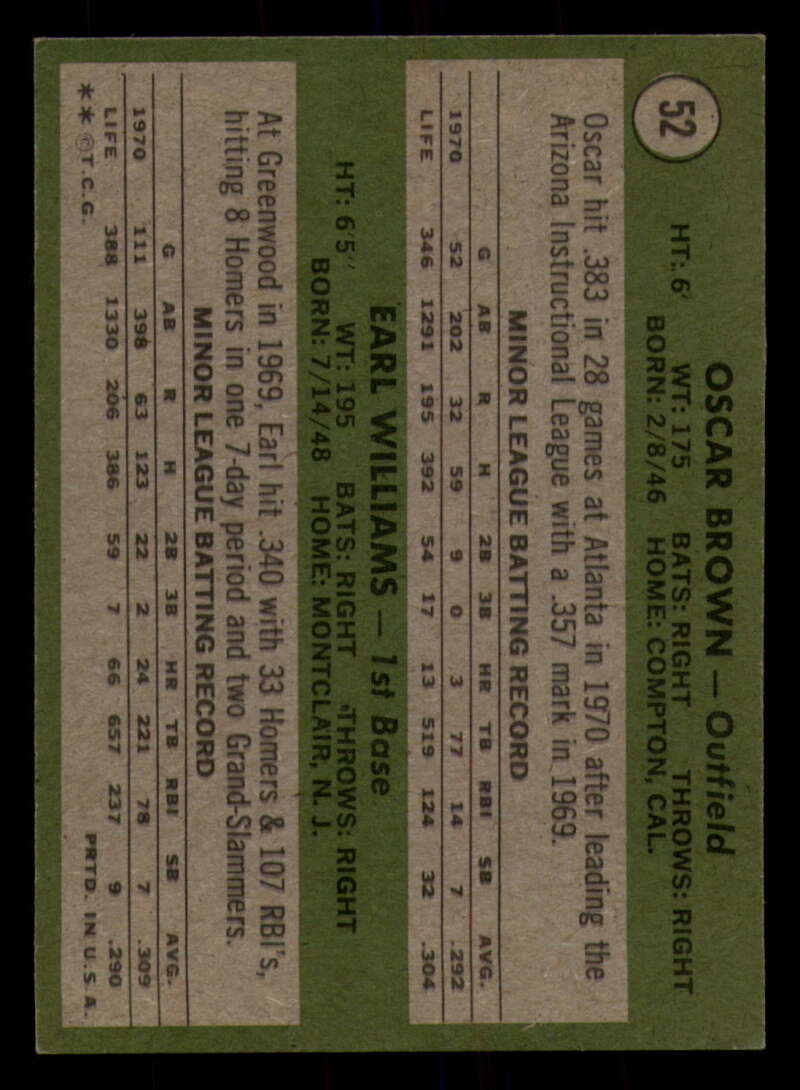 52
OSCAR BROWN — Outfield
HT: 6' WT: 175 BATS: RIGHT THROWS: RIGHT
BORN: 2/8/46 HOME: COMPTON, CAL.
Oscar hit .383 in 28 games at Atlanta in 1970 after leading the
Arizona Instructional League with a .357 mark in 1969.
MINOR LEAGUE BATTING RECORD
G AB R H 2B 3B HR TB RBI SB AVG.
1970 52 202 32 59 9 0 3 77 14 7 .292
LIFE 346 1291 195 392 54 17 13 519 124 32 .304
EARL WILLIAMS — 1st Base
HT: 6'5" WT: 195 BATS: RIGHT THROWS: RIGHT
BORN: 7/14/48 HOME: MONTCLAIR, N. J.
At Greenwood in 1969, Earl hit .340 with 33 Homers & 107 RBI's,
hitting 8 Homers in one 7-day period and two Grand-Slammers.
MINOR LEAGUE BATTING RECORD
G AB R H 2B 3B HR TB RBI SB AVG.
1970 111 398 63 123 22 2 24 221 78 7 .309
LIFE 388 1330 206 386 59 7 66 657 237 9 .290
** ©T.C.G. PRTD. IN U.S.A.